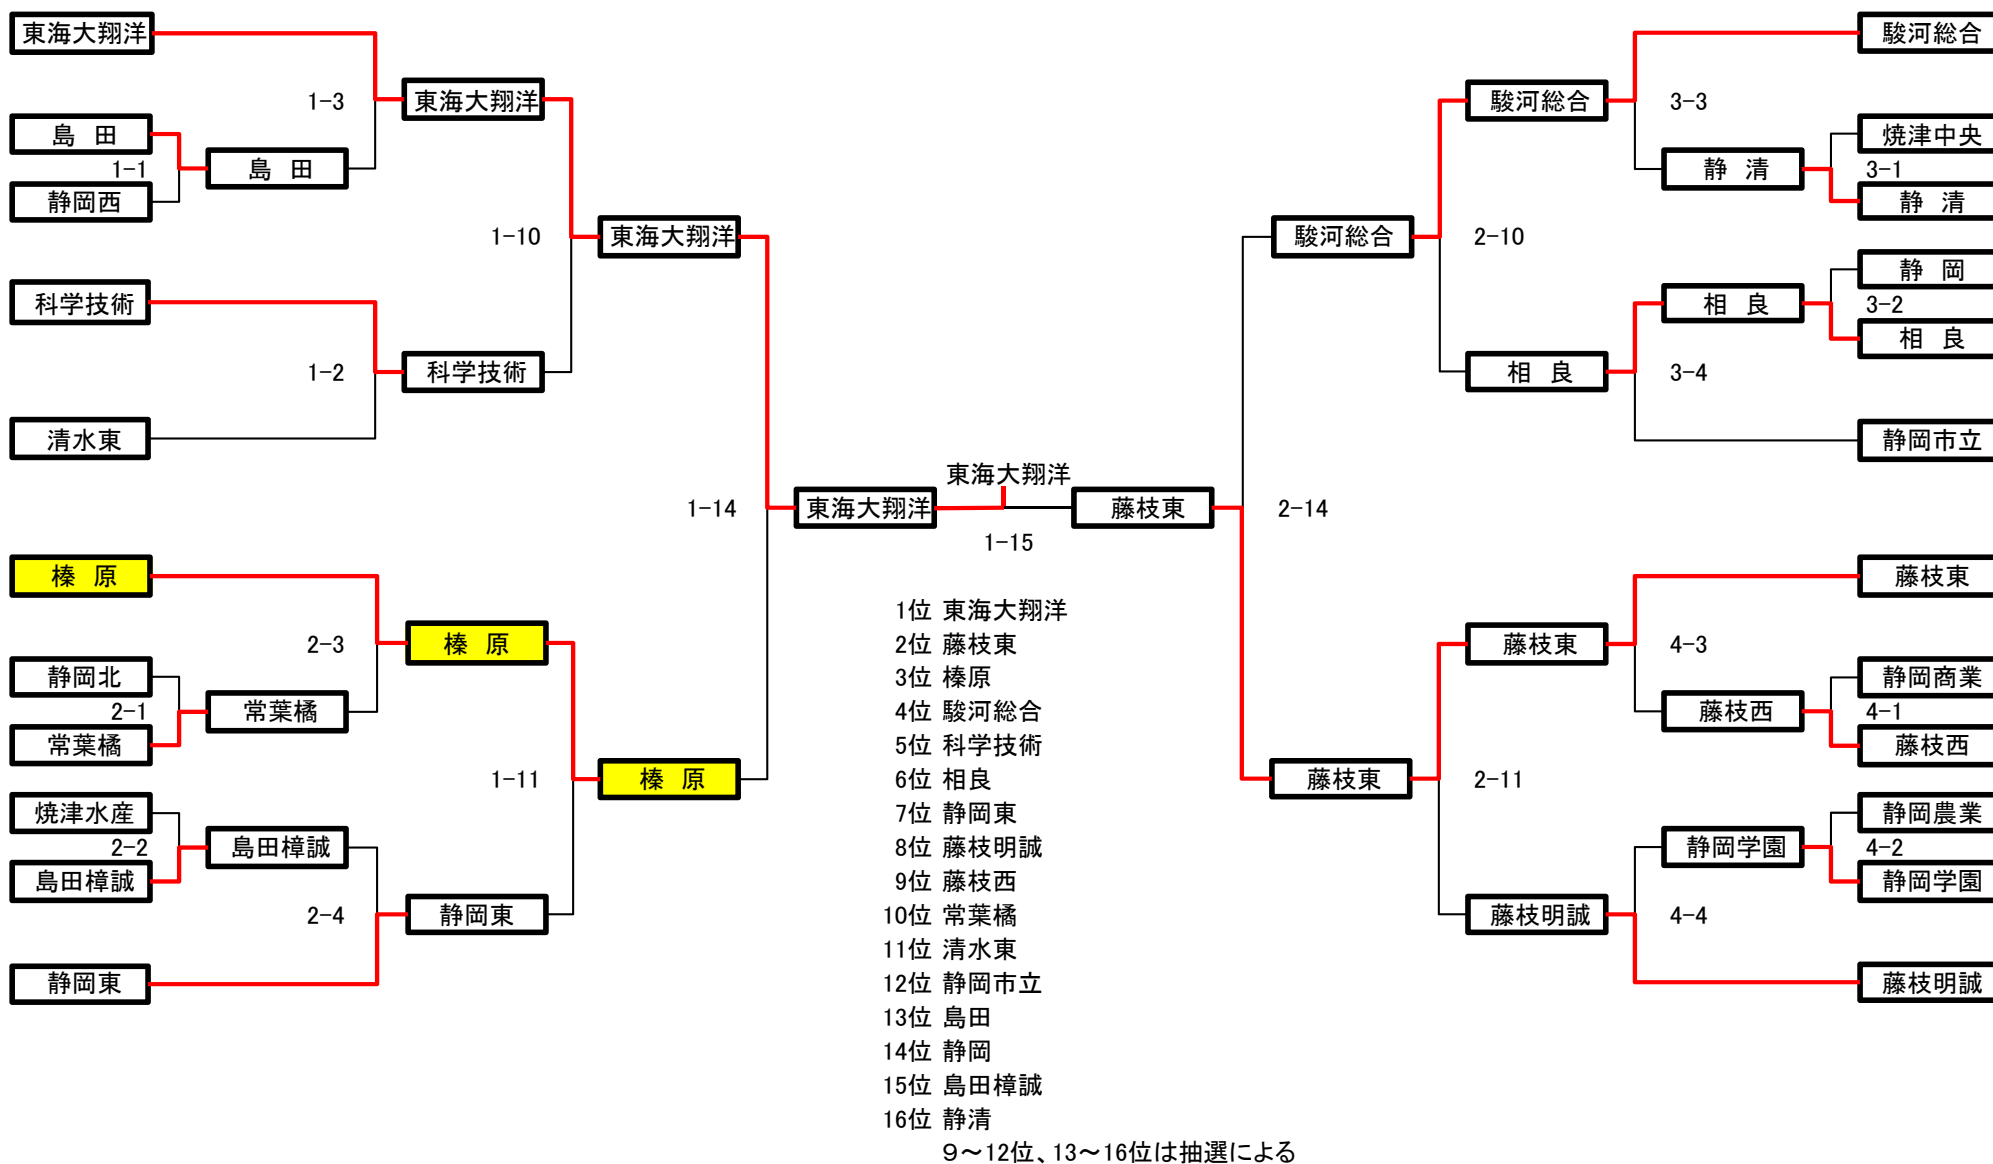 東海大翔洋
島 田
静岡西
科学技術
清水東
榛 原
静岡北
常葉橘
焼津水産
島田樟誠
静岡東
1-1
島 田
2-1
常葉橘
2-2
島田樟誠
1-3
東海大翔洋
1-2
科学技術
2-3
榛 原
2-4
静岡東
1-10
東海大翔洋
1-11
榛 原
1-14
東海大翔洋
東海大翔洋
1-15
藤枝東
2-14
駿河総合
藤枝東
2-10
2-11
駿河総合
3-3
相 良
3-4
藤枝東
4-3
藤枝明誠
4-4
静 清
3-1
相 良
3-2
藤枝西
4-1
静岡学園
4-2
駿河総合
焼津中央
静 清
静 岡
相 良
静岡市立
藤枝東
静岡商業
藤枝西
静岡農業
静岡学園
藤枝明誠
1位 東海大翔洋
2位 藤枝東
3位 榛原
4位 駿河総合
5位 科学技術
6位 相良
7位 静岡東
8位 藤枝明誠
9位 藤枝西
10位 常葉橘
11位 清水東
12位 静岡市立
13位 島田
14位 静岡
15位 島田樟誠
16位 静清
９～12位、13～16位は抽選による